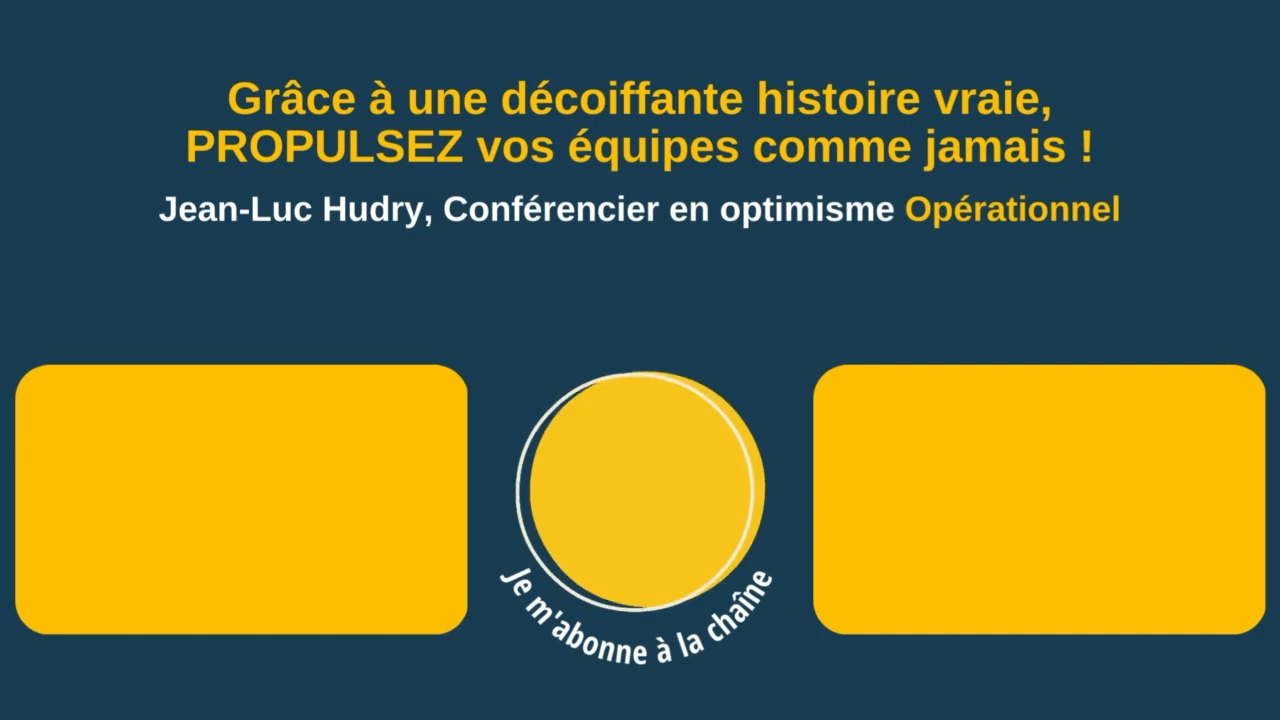 Grâce à une décoiffante histoire vraie,
PROPULSEZ vos équipes comme jamais !
Jean-Luc Hudry, Conférencier en optimisme Opérationnel
Je m'abonne à la chaîne